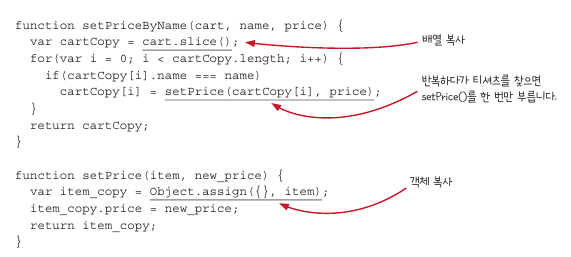 function setPriceByName(cart, name, price) {
  var cartCopy = cart.slice();
배열 복사
  for(var i = 0; i < cartCopy.length; i++) {
    if(cartCopy[i].name === name)
      cartCopy[i] = setPrice(cartCopy[i], price);
반복하다가 티셔츠를 찾으면
setPrice()를 한 번만 부릅니다.
  }
  return cartCopy;
}
function setPrice(item, new_price) {
  var item_copy = Object.assign({}, item);
객체 복사
  item_copy.price = new_price;
  return item_copy;
}